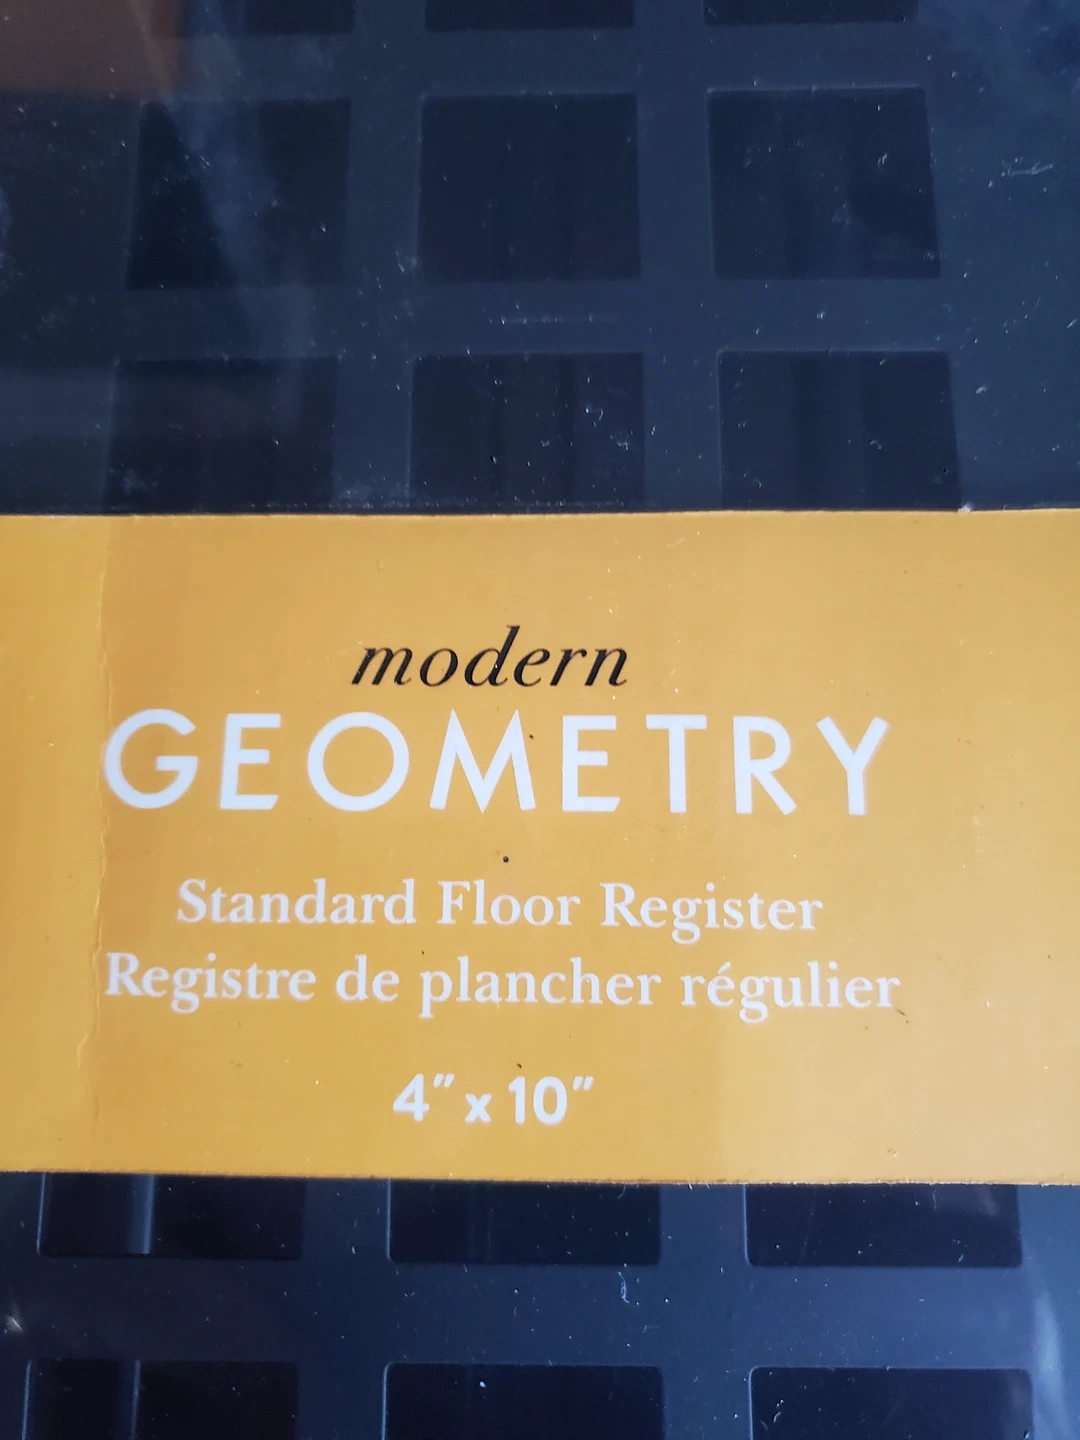 modern
GEOMETRY
Standard Floor Register
Registre de plancher régulier
4" x 10"